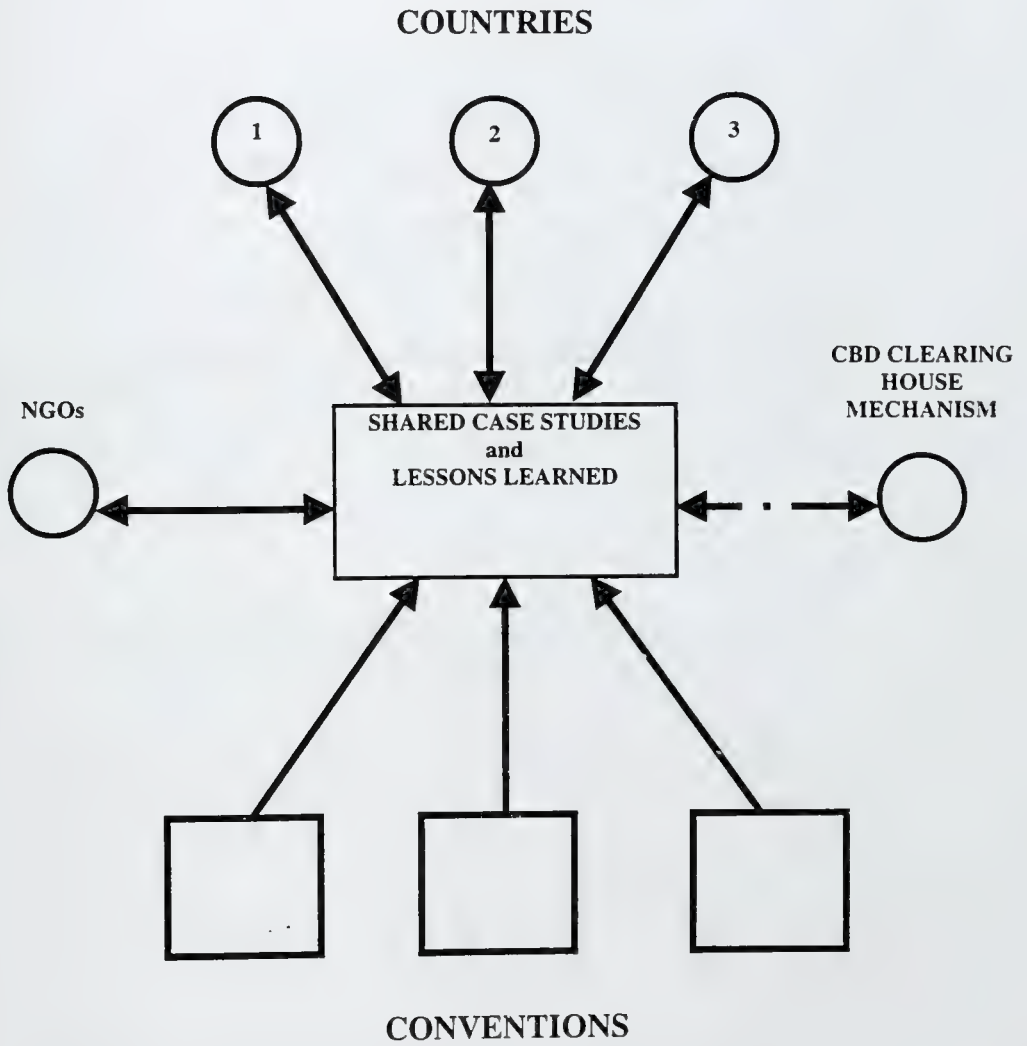 COUNTRIES
1
2
3
CBD CLEARING
HOUSE
MECHANISM
NGOs
SHARED CASE STUDIES
and
LESSONS LEARNED
CONVENTIONS